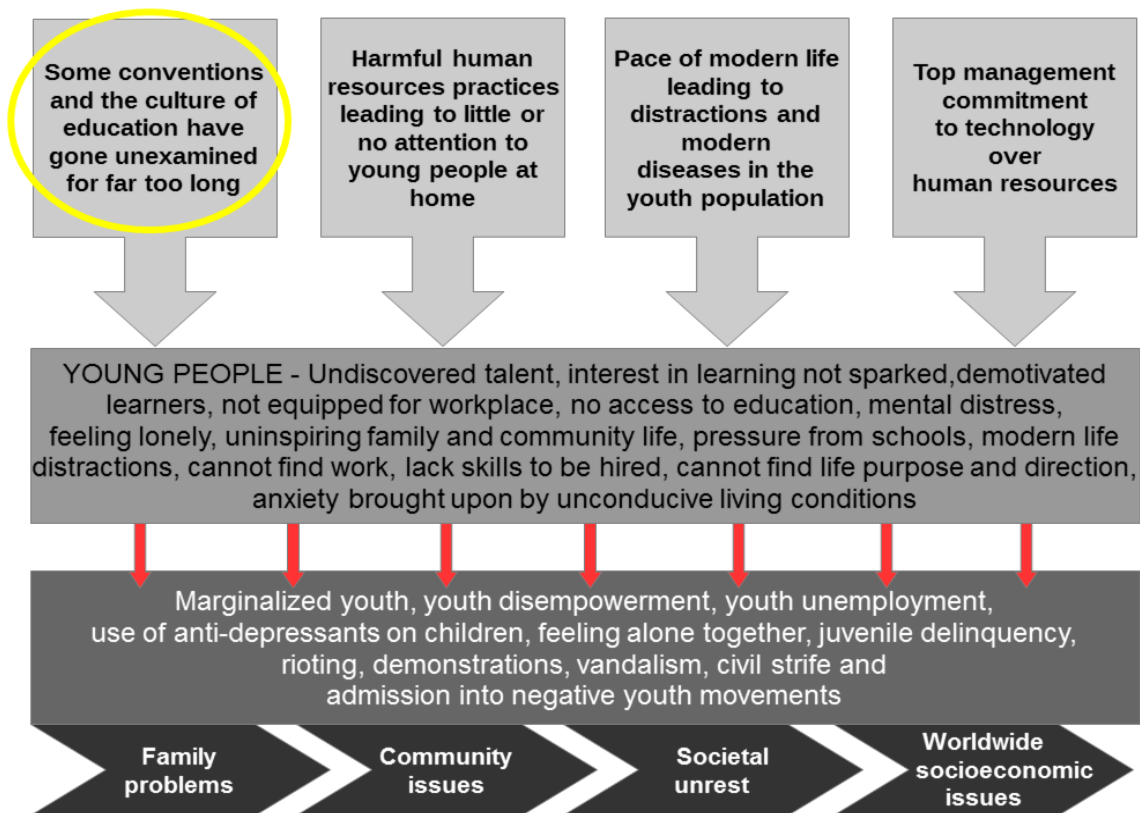 Some conventions
and the culture of
education have
gone unexamined
for far too long
Harmful human
resources practices
leading to little or
no attention to
young people at
home
Pace of modern life
leading to
distractions and
modern
diseases in the
youth population
Top management
commitment
to technology
over
human resources
YOUNG PEOPLE - Undiscovered talent, interest in learning not sparked,demotivated
learners, not equipped for workplace, no access to education, mental distress,
feeling lonely, uninspiring family and community life, pressure from schools, modern life
distractions, cannot find work, lack skills to be hired, cannot find life purpose and direction,
anxiety brought upon by unconducive living conditions
Marginalized youth, youth disempowerment, youth unemployment,
use of anti-depressants on children, feeling alone together, juvenile delinquency,
rioting, demonstrations, vandalism, civil strife and
admission into negative youth movements
Family
problems
Community
issues
Societal
unrest
Worldwide
socioeconomic
issues